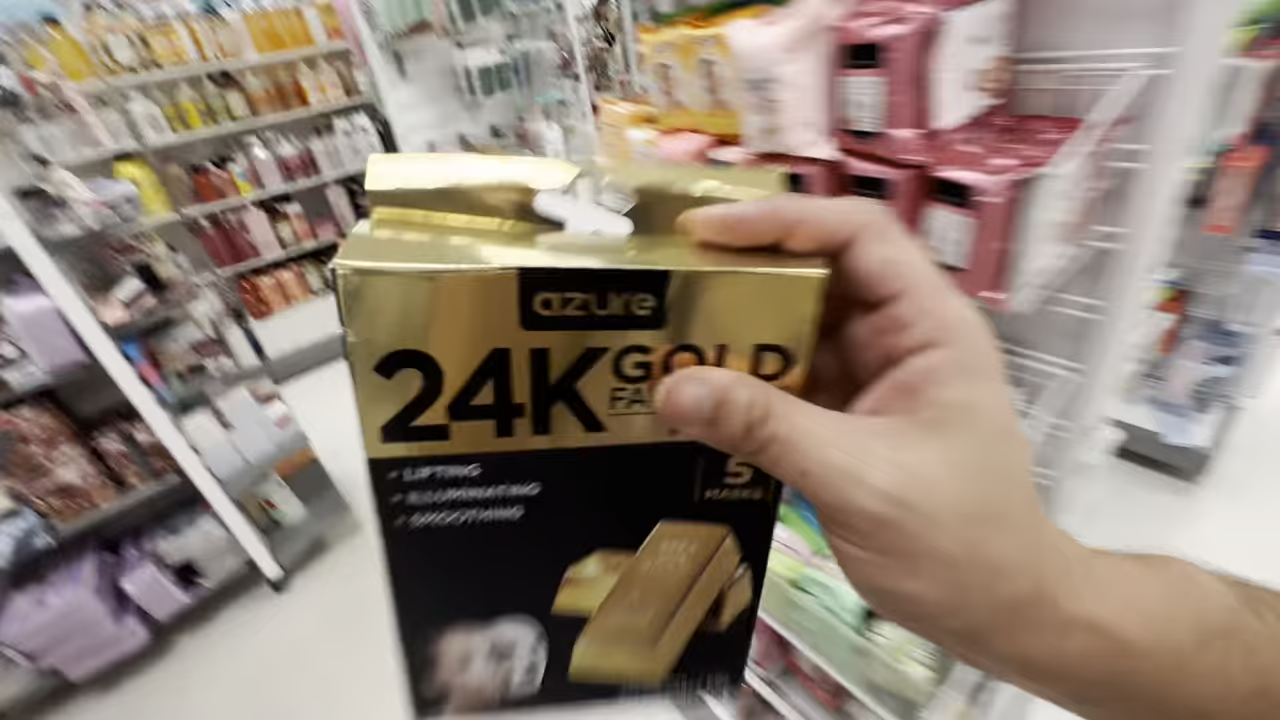 azure
24K GOLD
- LIFTING
- ILLUMINATING
- SMOOTHING
5
MASKS